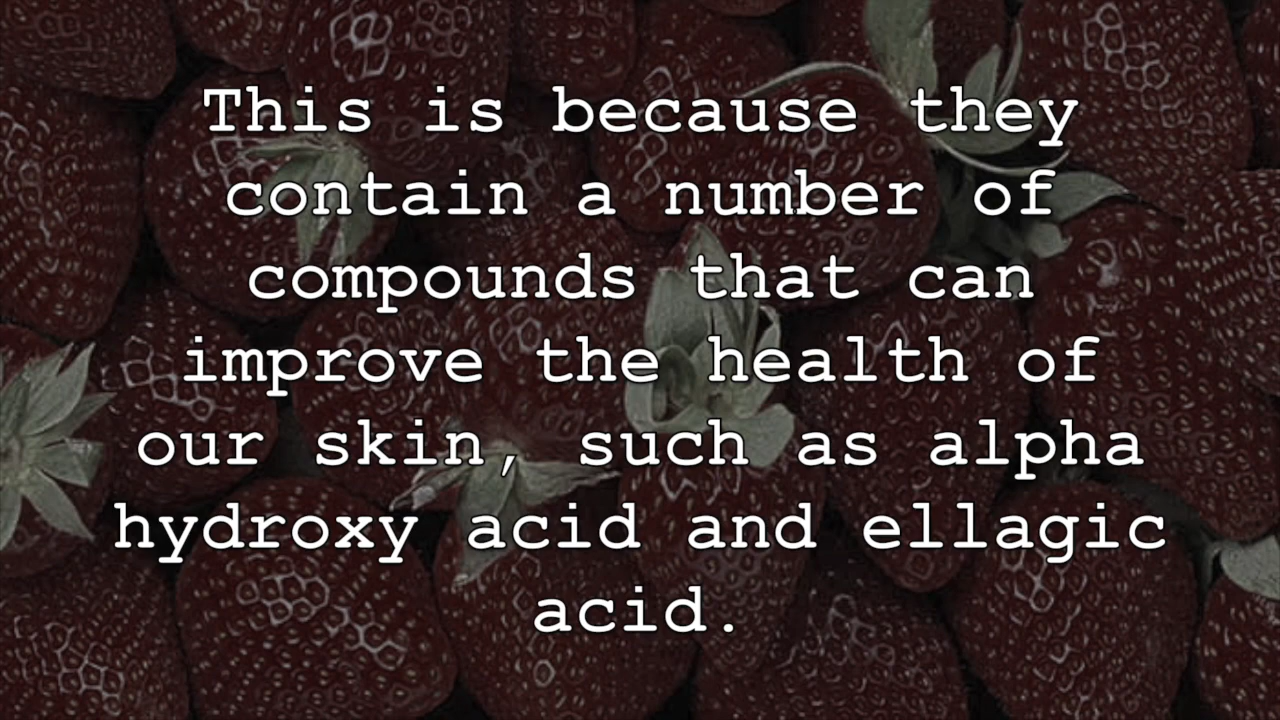 This is because they
contain a number of
compounds that can
improve the health of
our skin, such as alpha
hydroxy acid and ellagic
acid.